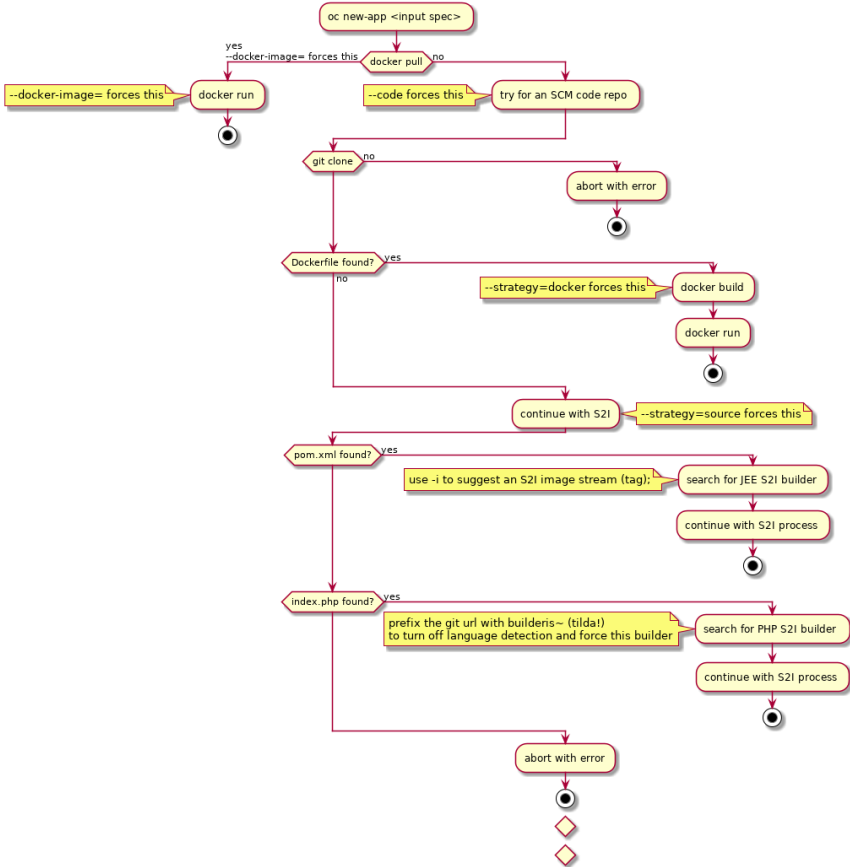 oc new-app <input spec>
yes
--docker-image= forces this
docker pull
no
--docker-image= forces this
docker run
--code forces this
try for an SCM code repo
git clone
no
abort with error
Dockerfile found?
yes
no
--strategy=docker forces this
docker build
docker run
continue with S2I
--strategy=source forces this
pom.xml found?
yes
use -i to suggest an S2I image stream (tag);
search for JEE S2I builder
continue with S2I process
index.php found?
yes
prefix the git url with builderis~ (tilda!)
to turn off language detection and force this builder
search for PHP S2I builder
continue with S2I process
abort with error